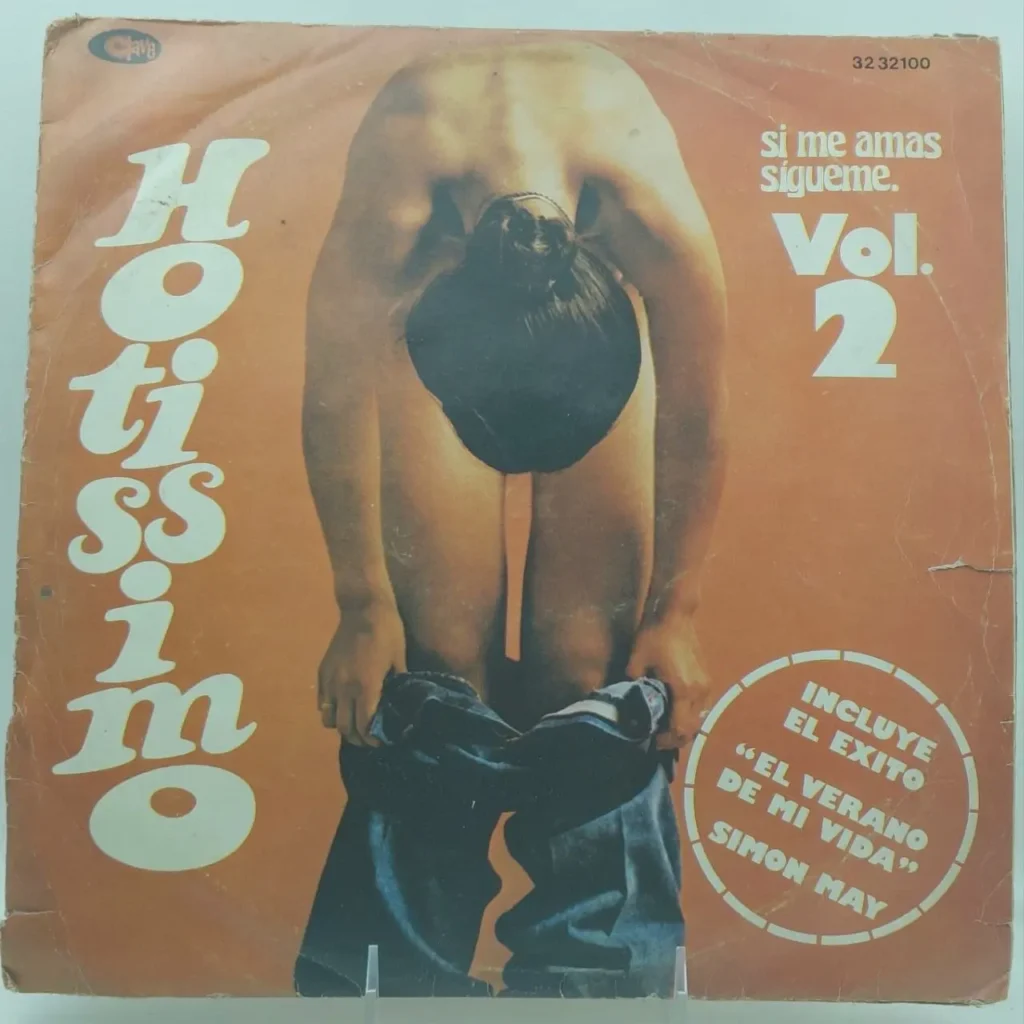 Clave
32 32100
Hotissimo
si me amas
sígueme.
Vol.
2
INCLUYE
EL EXITO
“EL VERANO
DE MI VIDA”
SIMON MAY